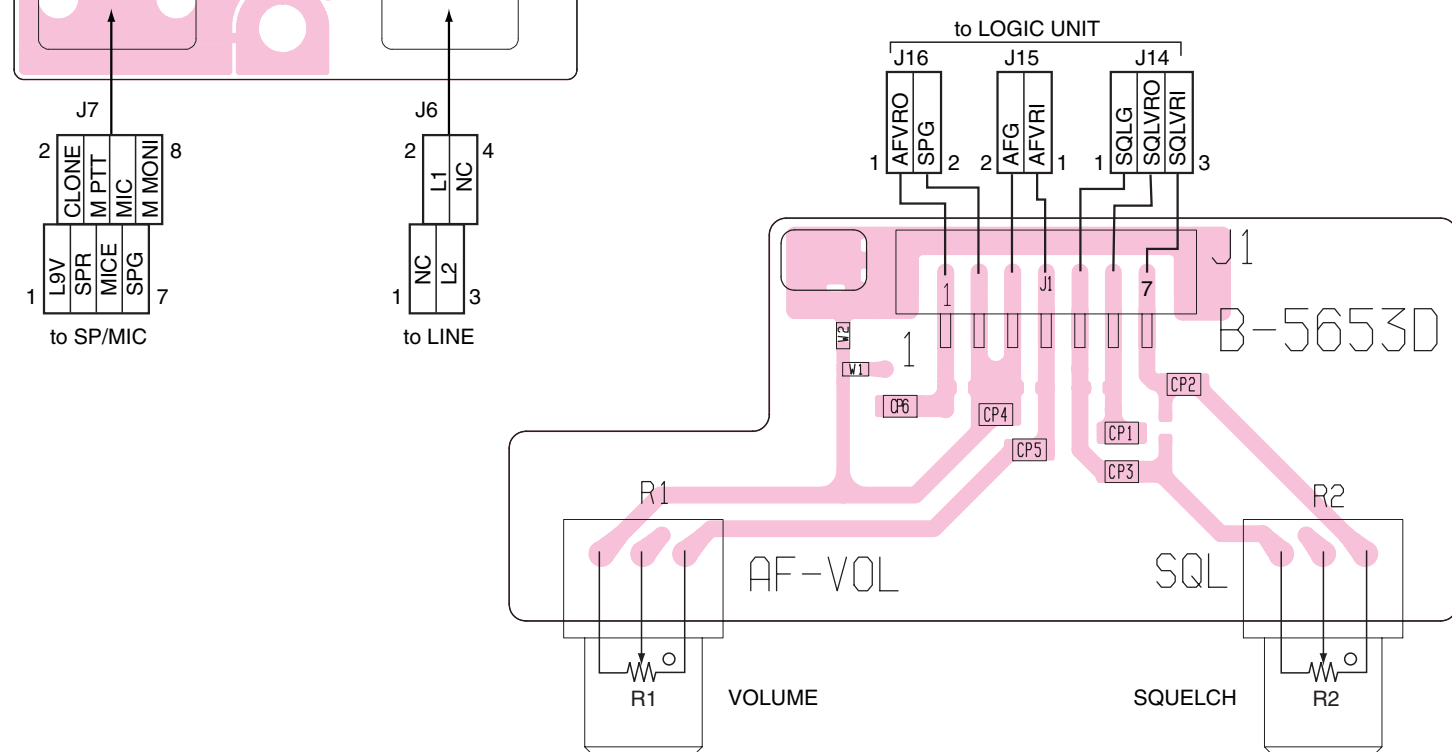 to LOGIC UNIT
J16 J15 J14
AFVRO
SPG
AFG
AFVRI
SQLG
SQLVRO
SQLVRI
1 2 2 1 1 3
J7
2 8
CLONE
M PTT
MIC
M MONI
L9V
SPR
MICE
SPG
1 7
to SP/MIC
J6
2 4
L1
NC
NC
L2
1 3
to LINE
J1
1 J1 7
B-5653D
W2
1
W1
CP2
CP6
CP4
CP1
CP5
CP3
R1 R2
AF-VOL SQL
R1 VOLUME SQUELCH R2